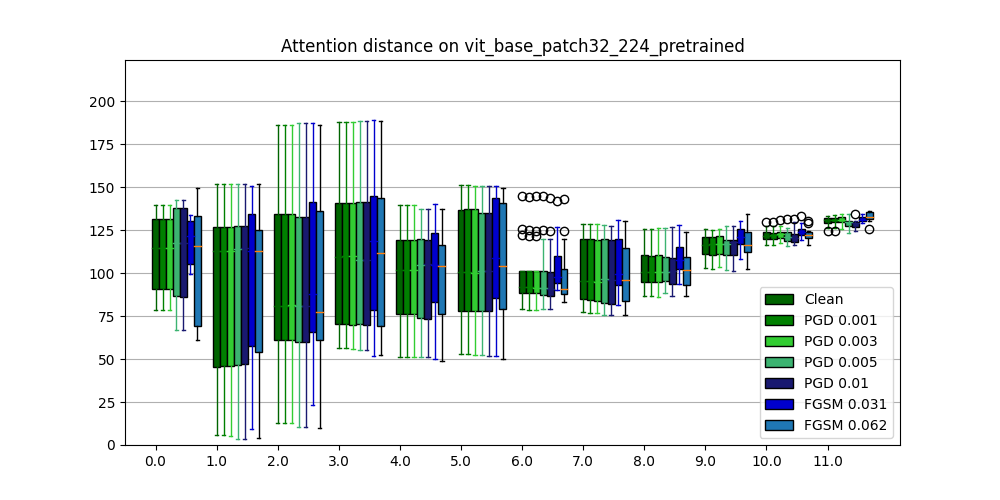 Attention distance on vit_base_patch32_224_pretrained
200
175
150
125
100
75
50
25
0
0.0 1.0 2.0 3.0 4.0 5.0 6.0 7.0 8.0 9.0 10.0 11.0
Clean
PGD 0.001
PGD 0.003
PGD 0.005
PGD 0.01
FGSM 0.031
FGSM 0.062